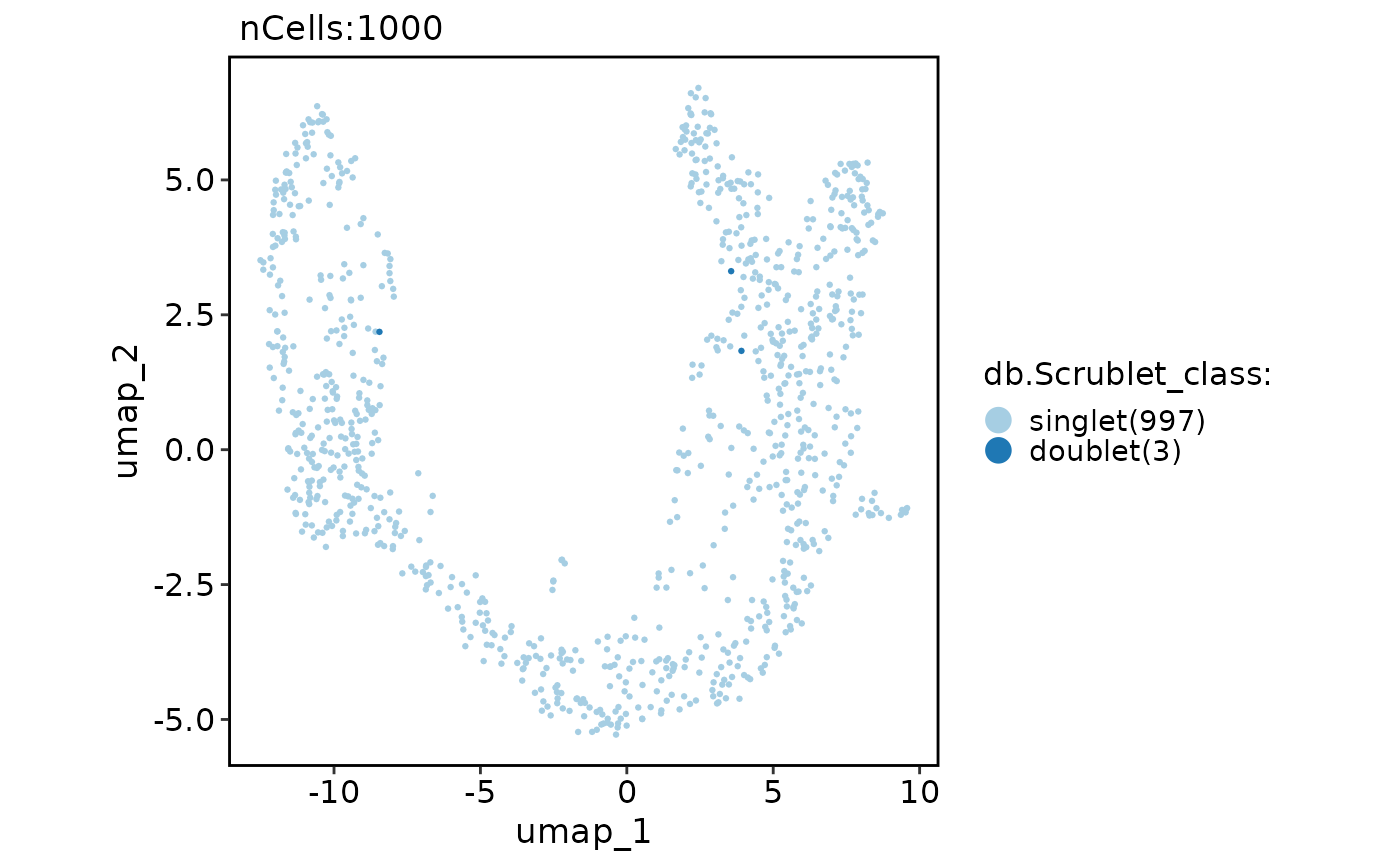 nCells:1000
5.0
2.5
0.0
-2.5
-5.0
umap_2
-10
-5
0
5
10
umap_1
db.Scrublet_class:
singlet(997)
doublet(3)